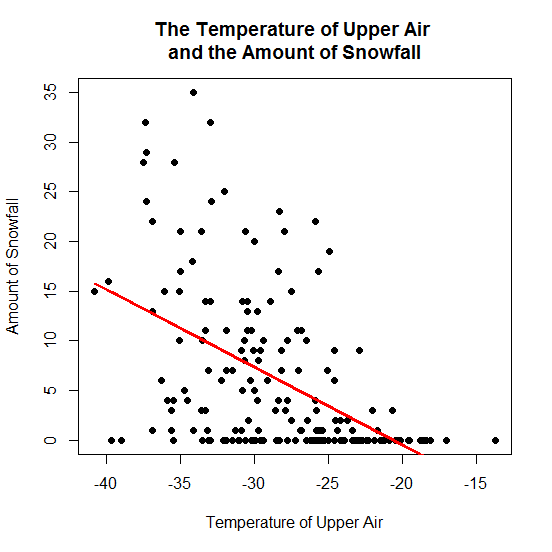 The Temperature of Upper Air
and the Amount of Snowfall
Amount of Snowfall
35
30
25
20
15
10
5
0
-40 -35 -30 -25 -20 -15
Temperature of Upper Air